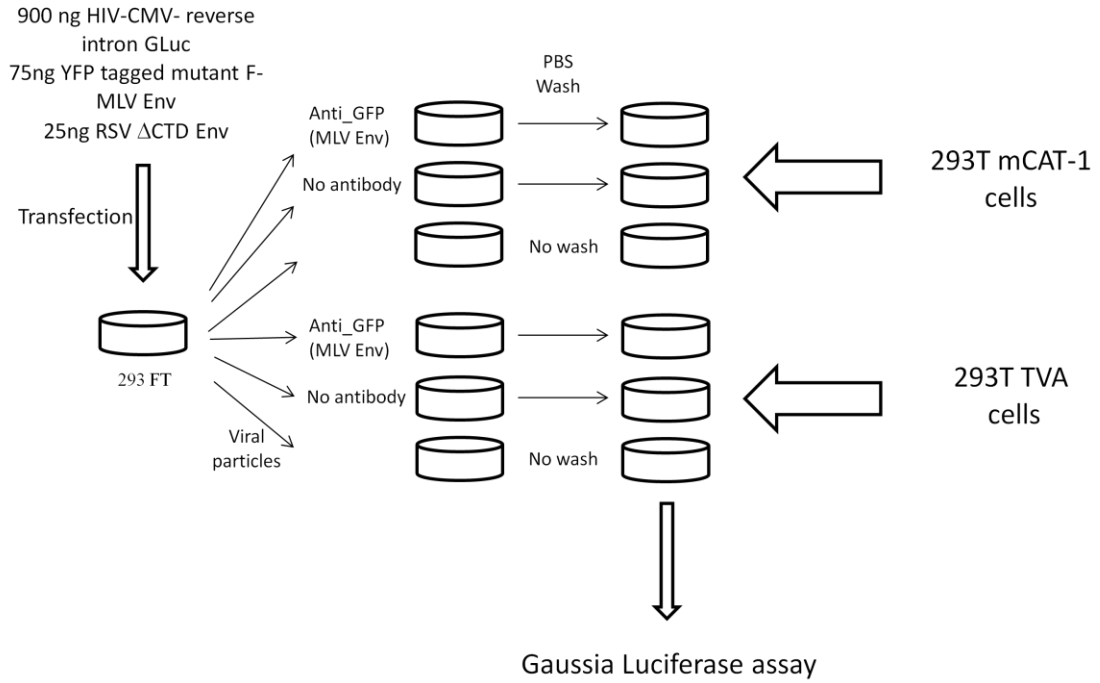 900 ng HIV-CMV- reverse
intron GLuc
75ng YFP tagged mutant F-
MLV Env
25ng RSV ΔCTD Env
Transfection
293 FT
Viral
particles
Anti_GFP
(MLV Env)
No antibody
PBS
Wash
No wash
293T mCAT-1
cells
Anti_GFP
(MLV Env)
No antibody
No wash
293T TVA
cells
Gaussia Luciferase assay